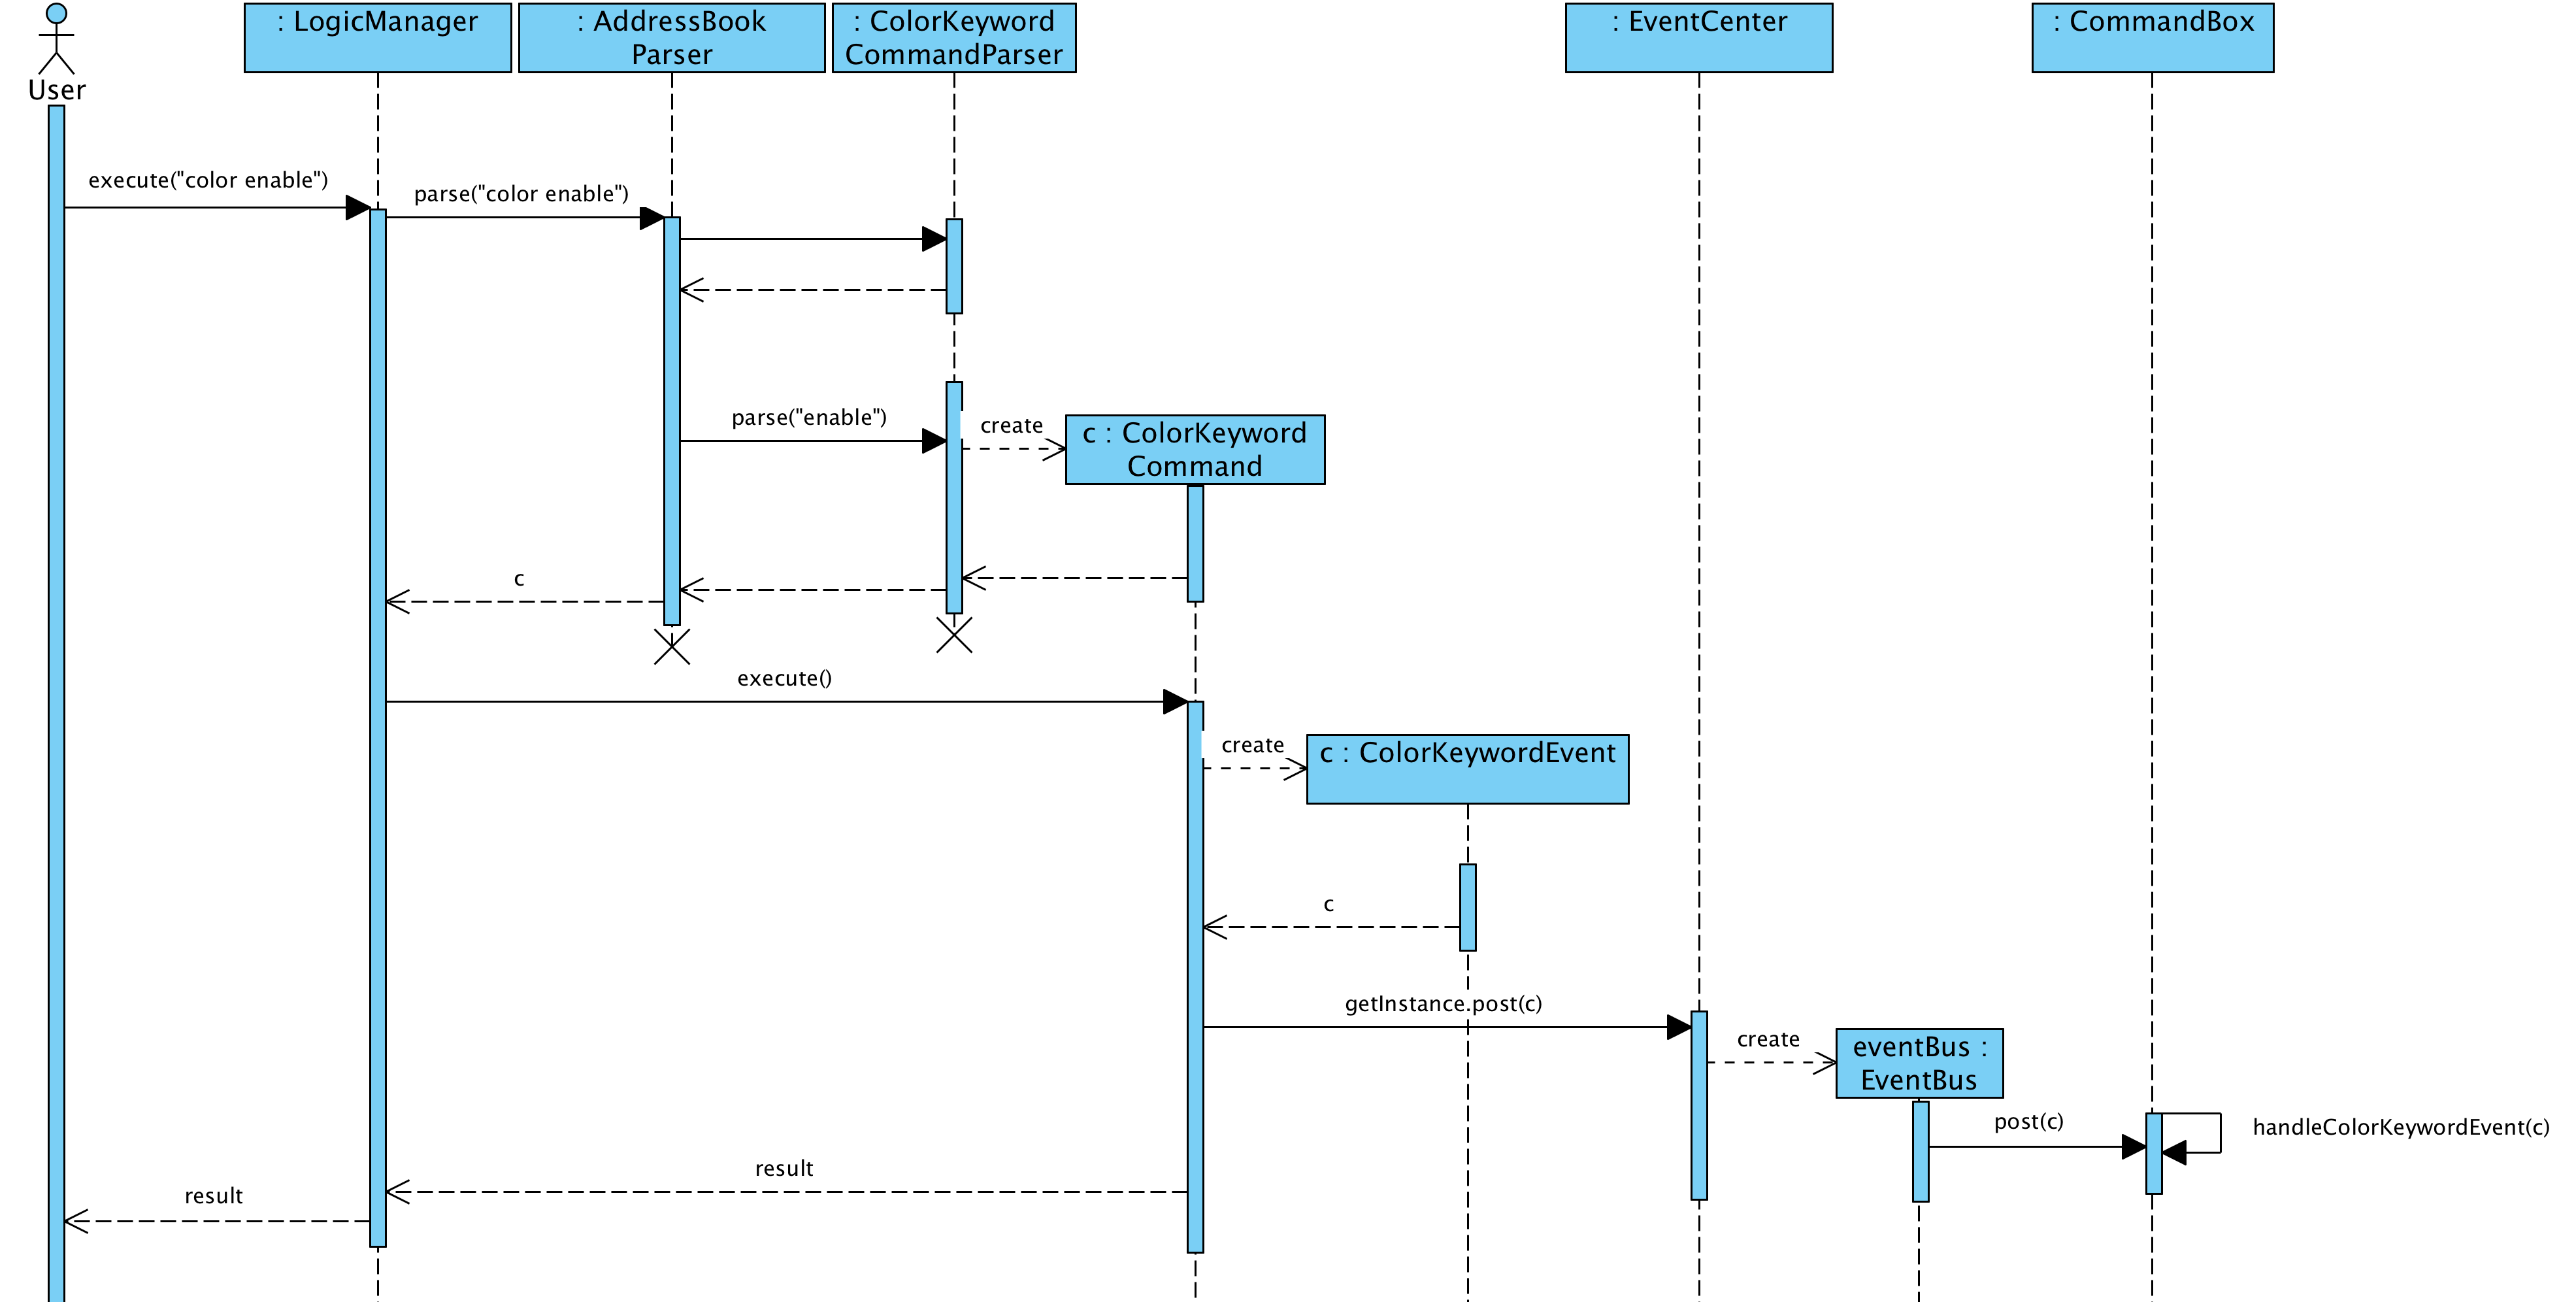 : LogicManager
: AddressBook
Parser
: ColorKeyword
CommandParser
: EventCenter
: CommandBox
User
execute("color enable")
parse("color enable")
parse("enable")
create
c : ColorKeyword
Command
c
execute()
create
c : ColorKeywordEvent
c
getInstance.post(c)
create
eventBus :
EventBus
post(c)
handleColorKeywordEvent(c)
result
result